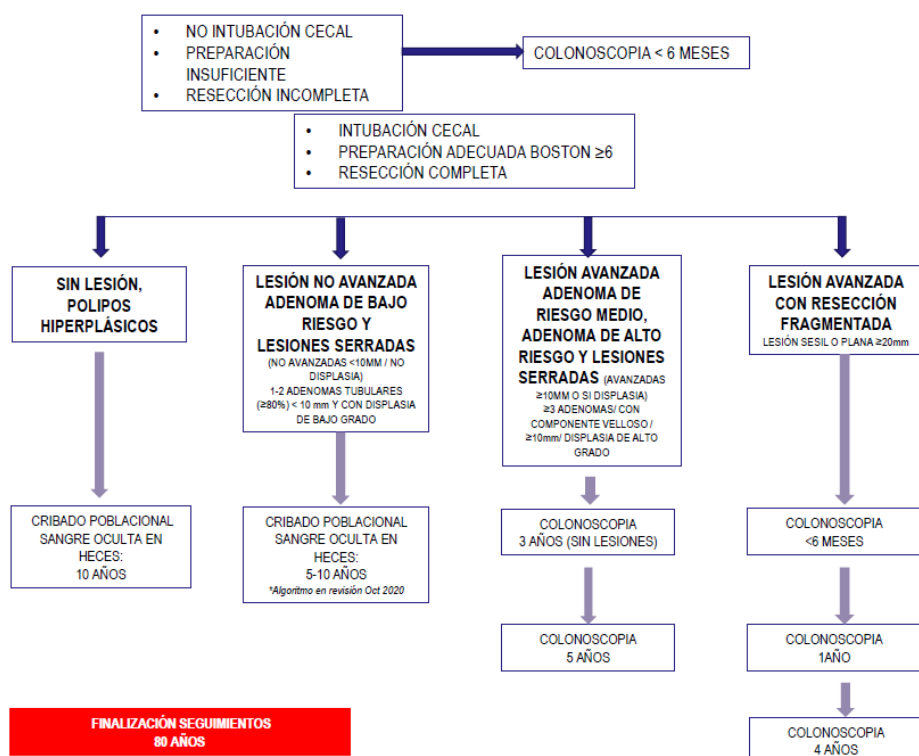 • NO INTUBACIÓN CECAL
• PREPARACIÓN
INSUFICIENTE
• RESECCIÓN INCOMPLETA
COLONOSCOPIA < 6 MESES
• INTUBACIÓN CECAL
• PREPARACIÓN ADECUADA BOSTON ≥6
• RESECCIÓN COMPLETA
SIN LESIÓN,
POLIPOS
HIPERPLÁSICOS
LESIÓN NO AVANZADA
ADENOMA DE BAJO
RIESGO Y
LESIONES SERRADAS
(NO AVANZADAS <10MM / NO
DISPLASIA)
1-2 ADENOMAS TUBULARES
(≥80%) < 10 mm Y CON DISPLASIA
DE BAJO GRADO
LESIÓN AVANZADA
ADENOMA DE
RIESGO MEDIO,
ADENOMA DE ALTO
RIESGO Y LESIONES
SERRADAS (AVANZADAS
≥10MM O SI DISPLASIA)
≥3 ADENOMAS/ CON
COMPONENTE VELLOSO /
≥10mm/ DISPLASIA DE ALTO
GRADO
LESIÓN AVANZADA
CON RESECCIÓN
FRAGMENTADA
LESIÓN SESIL O PLANA ≥20mm
CRIBADO POBLACIONAL
SANGRE OCULTA EN
HECES:
10 AÑOS
CRIBADO POBLACIONAL
SANGRE OCULTA EN
HECES:
5-10 AÑOS
*Algoritmo en revisión Oct 2020
COLONOSCOPIA
3 AÑOS (SIN LESIONES)
COLONOSCOPIA
<6 MESES
COLONOSCOPIA
5 AÑOS
COLONOSCOPIA
1AÑO
COLONOSCOPIA
4 AÑOS
FINALIZACIÓN SEGUIMIENTOS
80 AÑOS